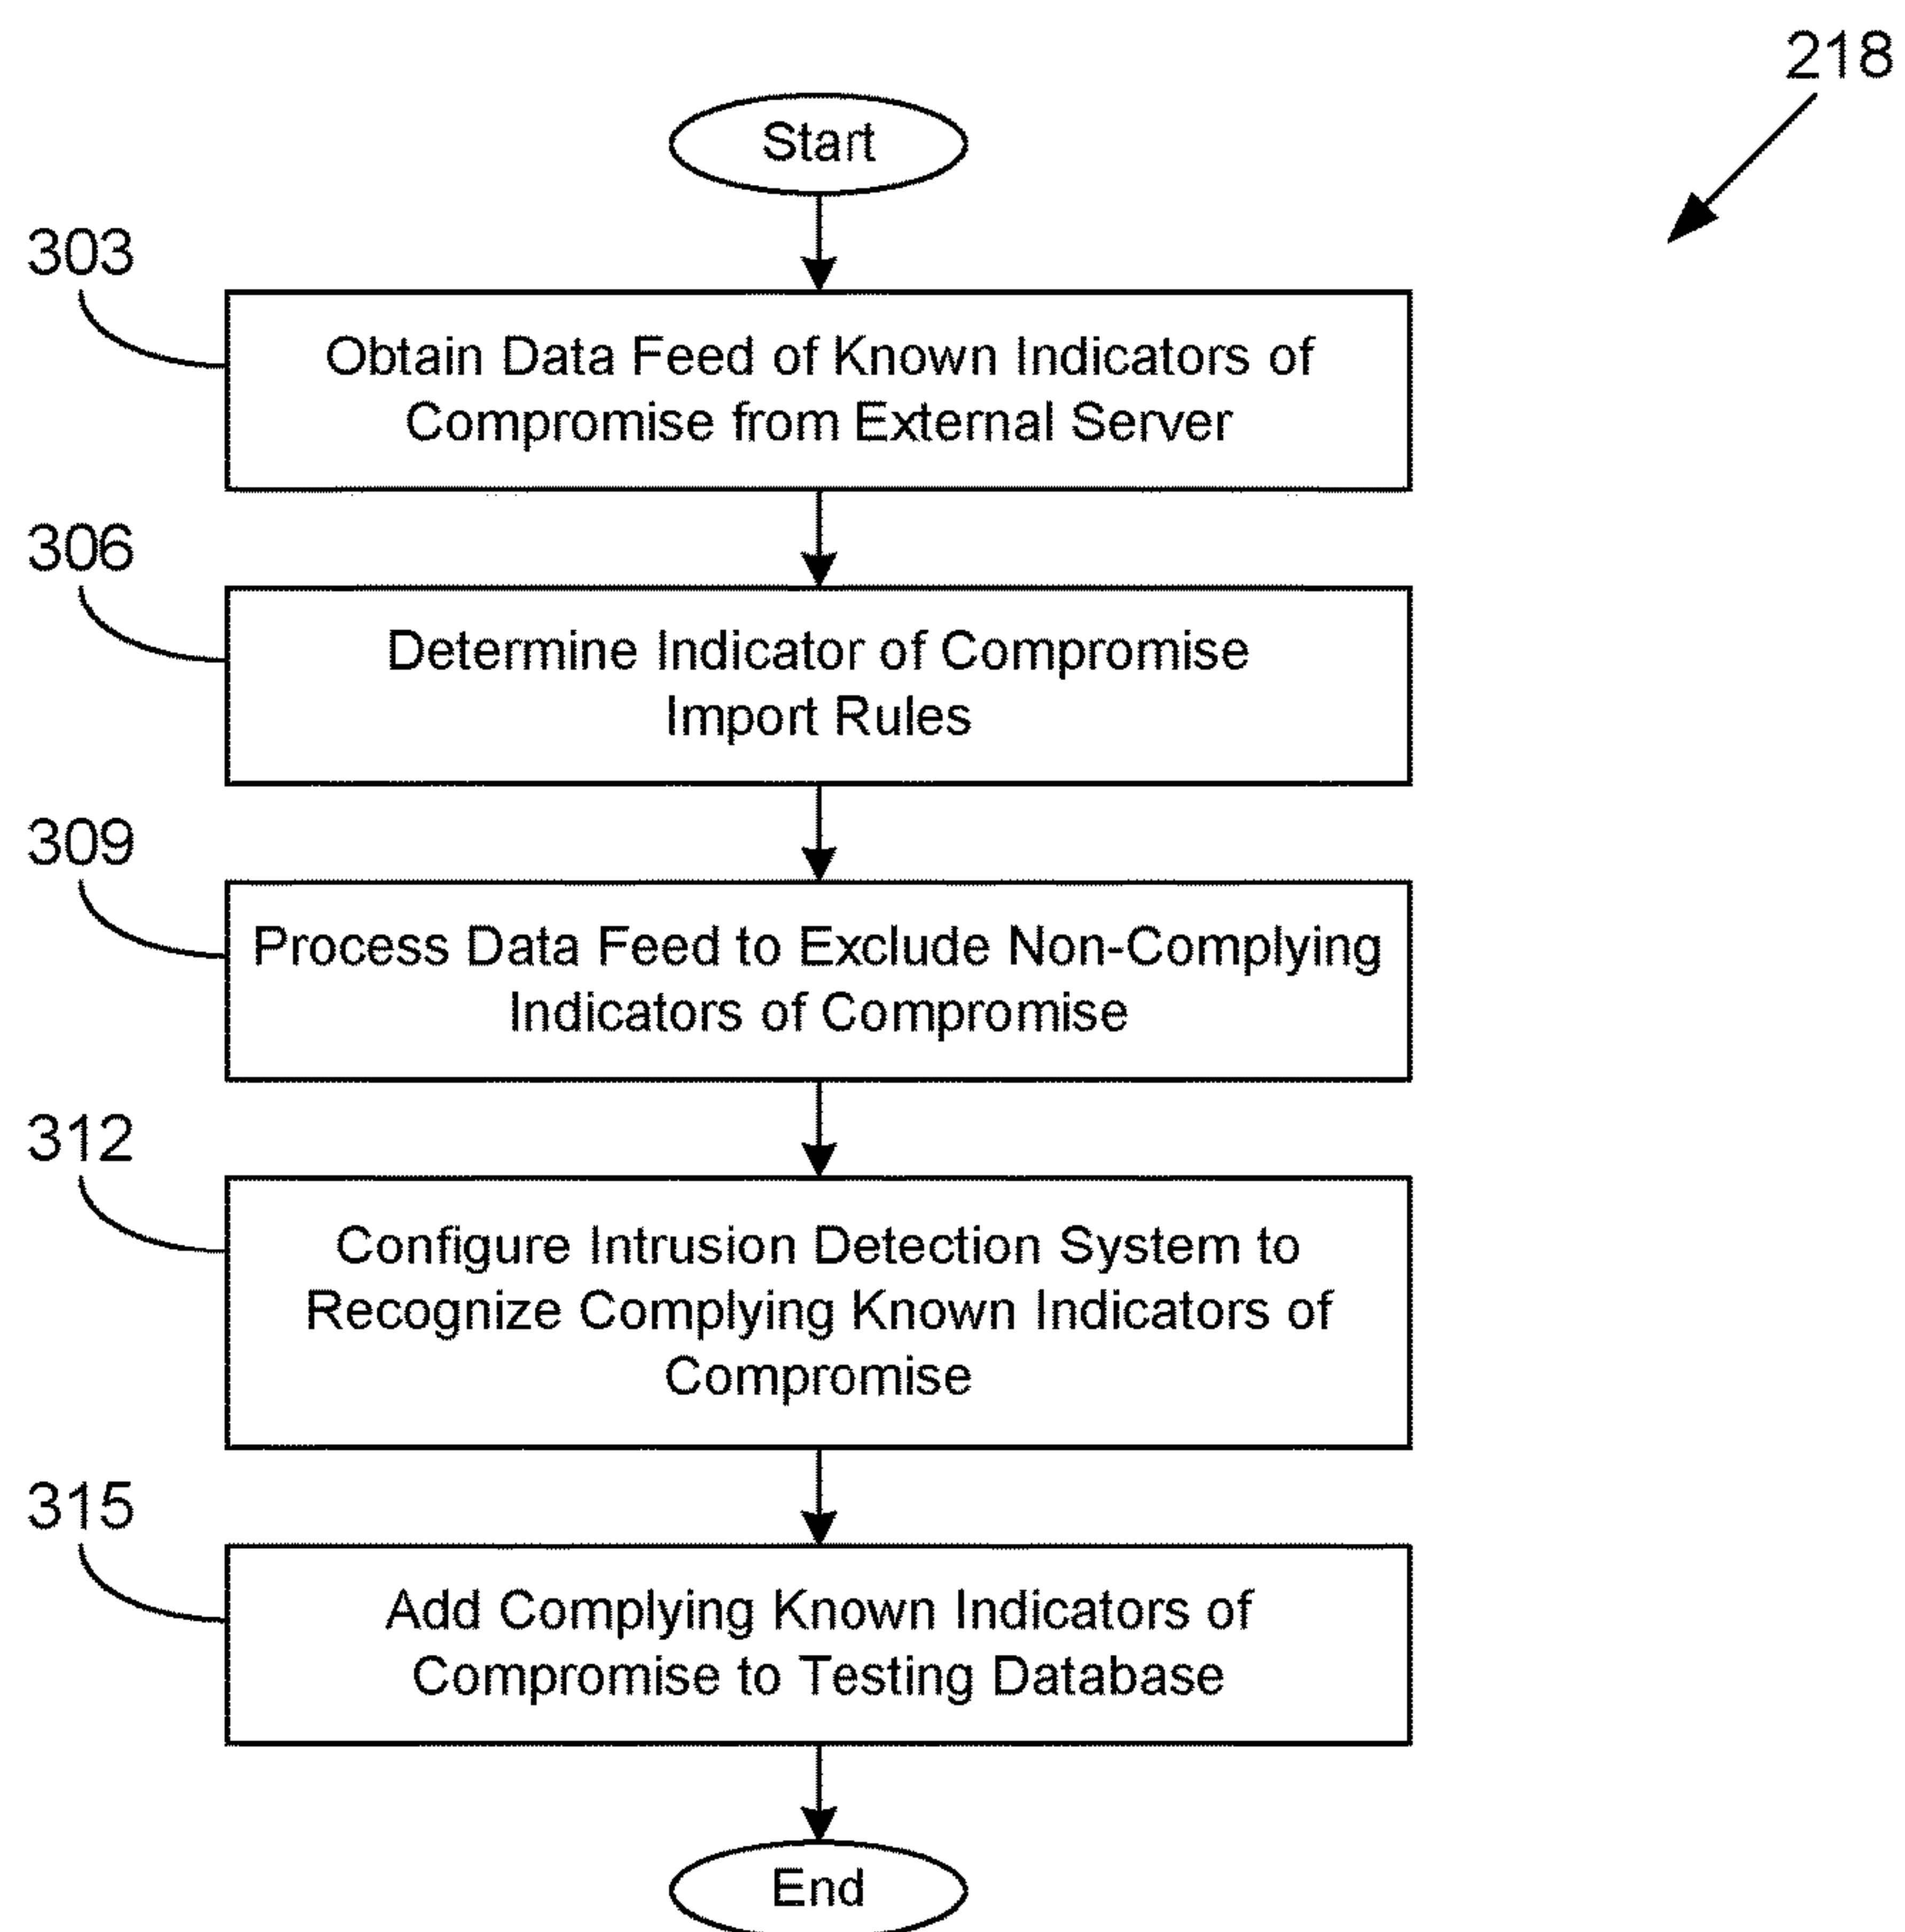 218
Start
303
Obtain Data Feed of Known Indicators of
Compromise from External Server
306
Determine Indicator of Compromise
Import Rules
309
Process Data Feed to Exclude Non-Complying
Indicators of Compromise
312
Configure Intrusion Detection System to
Recognize Complying Known Indicators of
Compromise
315
Add Complying Known Indicators of
Compromise to Testing Database
End